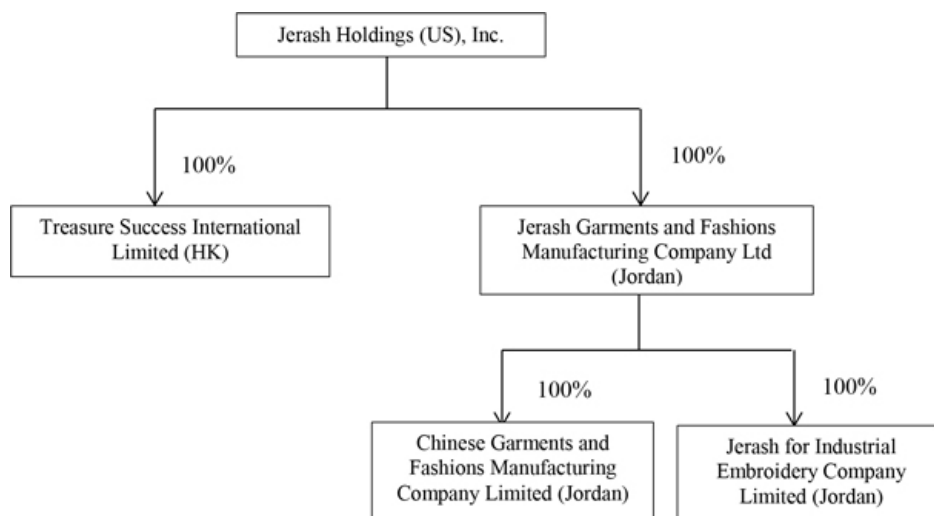 Jerash Holdings (US), Inc.
100%
100%
Treasure Success International
Limited (HK)
Jerash Garments and Fashions
Manufacturing Company Ltd
(Jordan)
100%
100%
Chinese Garments and
Fashions Manufacturing
Company Limited (Jordan)
Jerash for Industrial
Embroidery Company
Limited (Jordan)